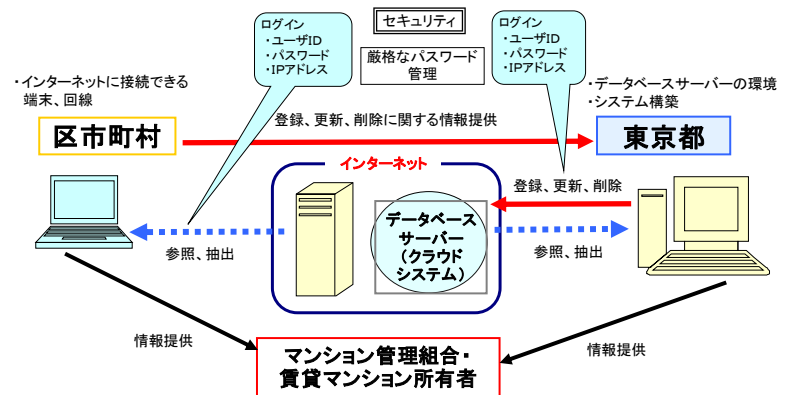 ログイン
・ユーザID
・パスワード
・IPアドレス
セキュリティ
厳格なパスワード
管理
ログイン
・ユーザID
・パスワード
・IPアドレス
・インターネットに接続できる
端末、回線
・データベースサーバーの環境
・システム構築
区市町村
登録、更新、削除に関する情報提供
東京都
インターネット
登録、更新、削除
データベース
サーバー
(クラウド
システム)
参照、抽出
参照、抽出
情報提供
マンション管理組合・
賃貸マンション所有者
情報提供